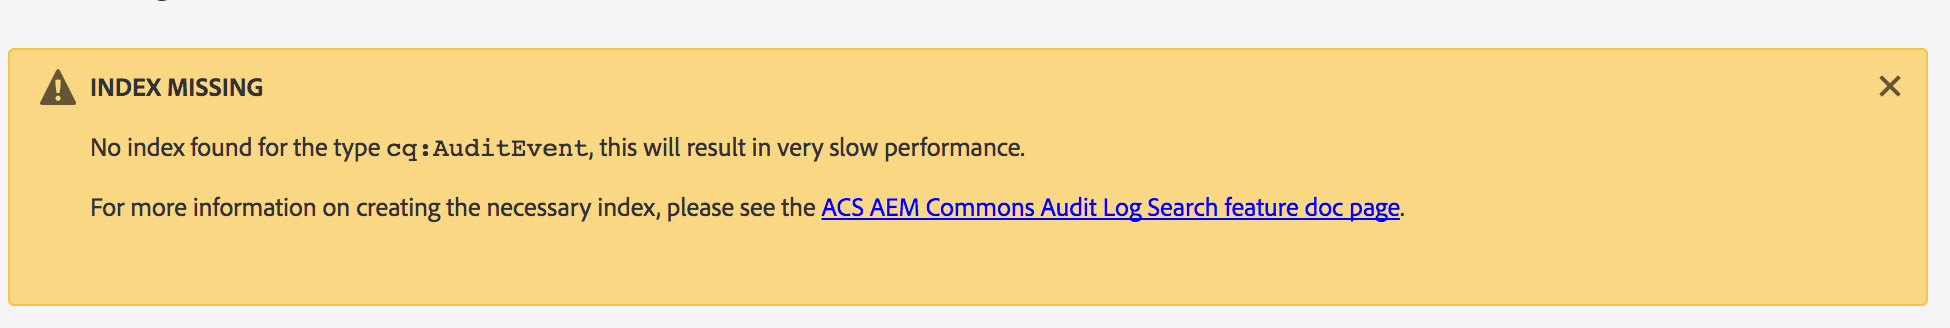 INDEX MISSING
No index found for the type cq:AuditEvent, this will result in very slow performance.
For more information on creating the necessary index, please see the ACS AEM Commons Audit Log Search feature doc page.